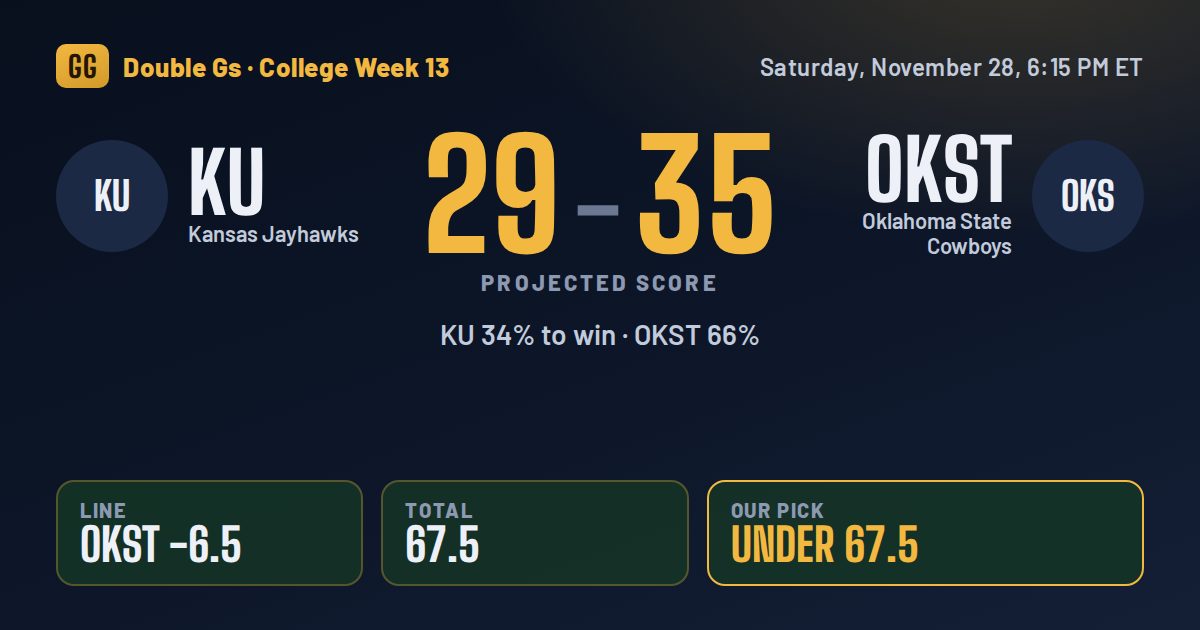 GG Double Gs · College Week 13
Saturday, November 28, 6:15 PM ET
KU
KU
Kansas Jayhawks
29 – 35
PROJECTED SCORE
KU 34% to win · OKST 66%
OKST
Oklahoma State
Cowboys
OKS
LINE
OKST −6.5
TOTAL
67.5
OUR PICK
UNDER 67.5